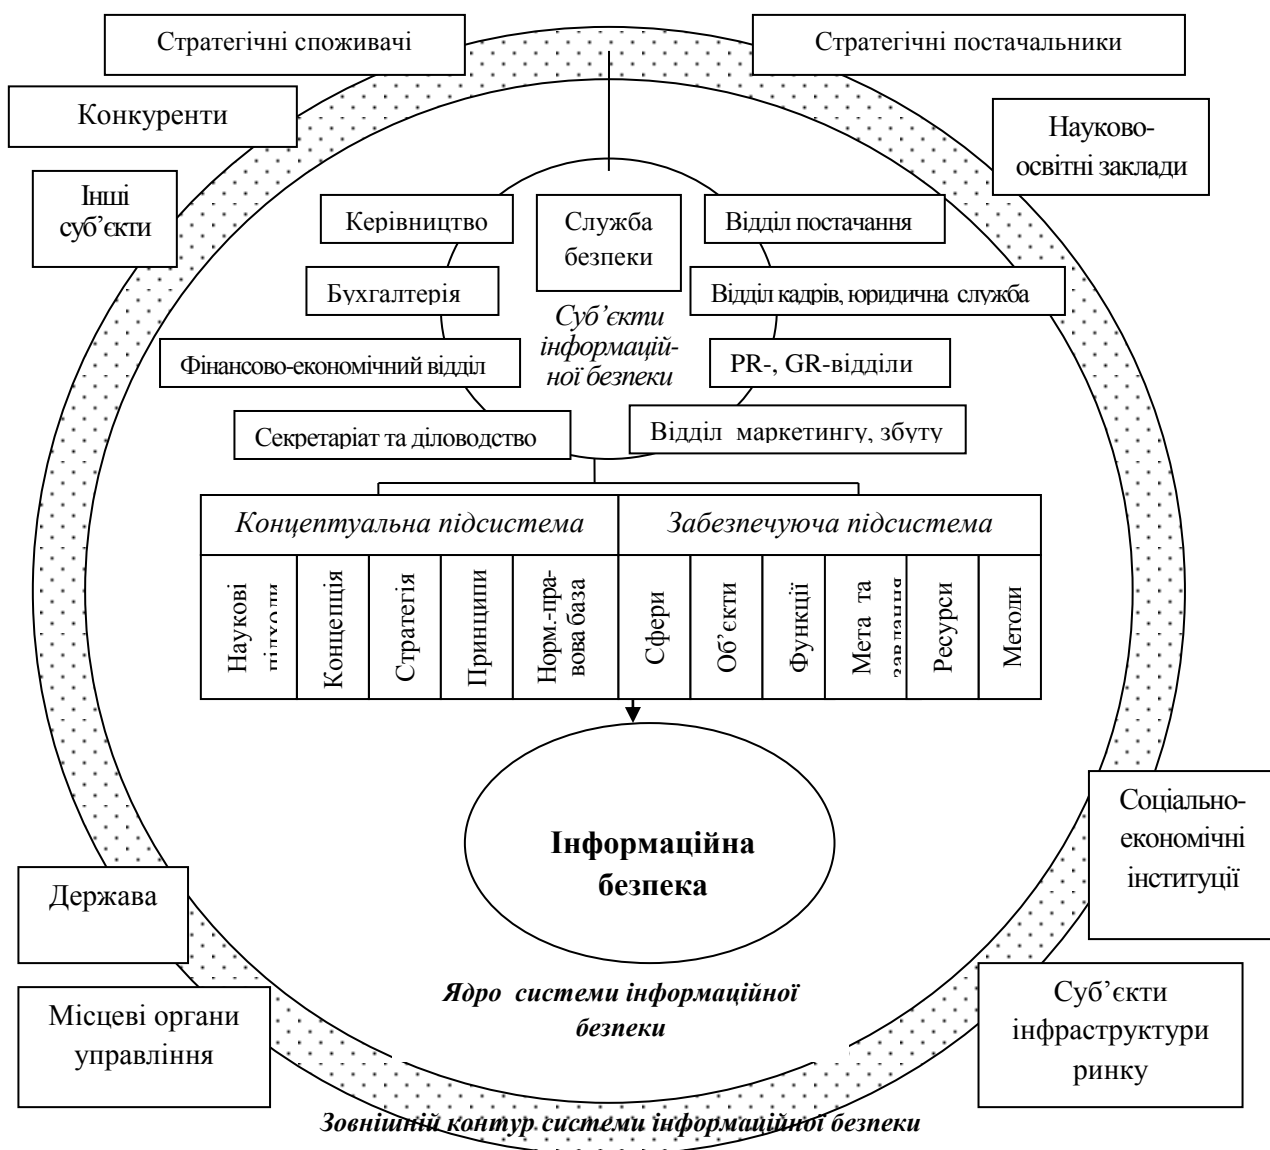 Стратегічні споживачі
Стратегічні постачальники
Конкуренти
Науково-
освітні заклади
Інші
суб’єкти
Керівництво
Служба
безпеки
Відділ постачання
Бухгалтерія
Відділ кадрів, юридична служба
Суб’єкти
інформацій-
ної безпеки
Фінансово-економічний відділ
PR-, GR-відділи
Секретаріат та діловодство
Відділ маркетингу, збуту
Концептуальна підсистема
Забезпечуюча підсистема
Наукові
підходи
Концепція
Стратегія
Принципи
Норм.-пра-
вова база
Сфери
Об’єкти
Функції
Мета та
завдання
Ресурси
Методи
Інформаційна
безпека
Соціально-
економічні
інституції
Держава
Ядро системи інформаційної
безпеки
Місцеві органи
управління
Суб’єкти
інфраструктури
ринку
Зовнішній контур системи інформаційної безпеки